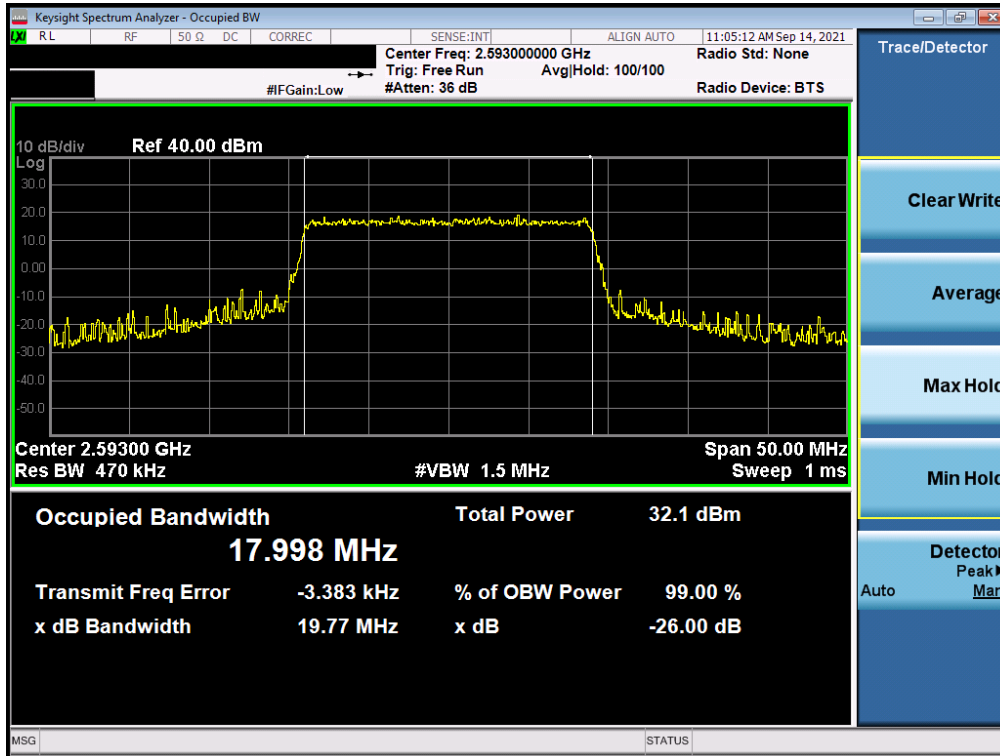 Keysight Spectrum Analyzer - Occupied BW
LXI RL RF 50 Ω DC CORREC SENSE:INT ALIGN AUTO 11:05:12 AM Sep 14, 2021
Center Freq: 2.593000000 GHz Radio Std: None
Trig: Free Run Avg|Hold: 100/100
#IFGain:Low #Atten: 36 dB Radio Device: BTS
Trace/Detector
10 dB/div Ref 40.00 dBm
Log
30.0
20.0
10.0
0.00
-10.0
-20.0
-30.0
-40.0
-50.0
Center 2.59300 GHz Span 50.00 MHz
Res BW 470 kHz #VBW 1.5 MHz Sweep 1 ms
Occupied Bandwidth Total Power 32.1 dBm
17.998 MHz
Transmit Freq Error -3.383 kHz % of OBW Power 99.00 %
x dB Bandwidth 19.77 MHz x dB -26.00 dB
Clear Write
Average
Max Hold
Min Hold
Detector
Peak
Auto Man
MSG STATUS